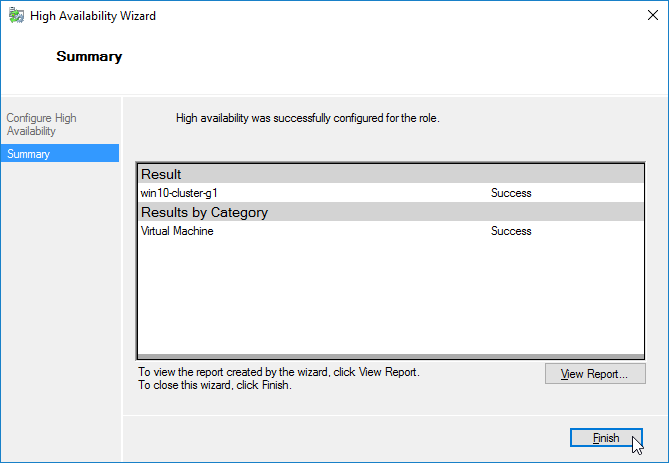 High Availability Wizard
Summary
Configure High
Availability
Summary
High availability was successfully configured for the role.
Result
win10-cluster-g1 Success
Results by Category
Virtual Machine Success
To view the report created by the wizard, click View Report.
To close this wizard, click Finish.
View Report...
Finish